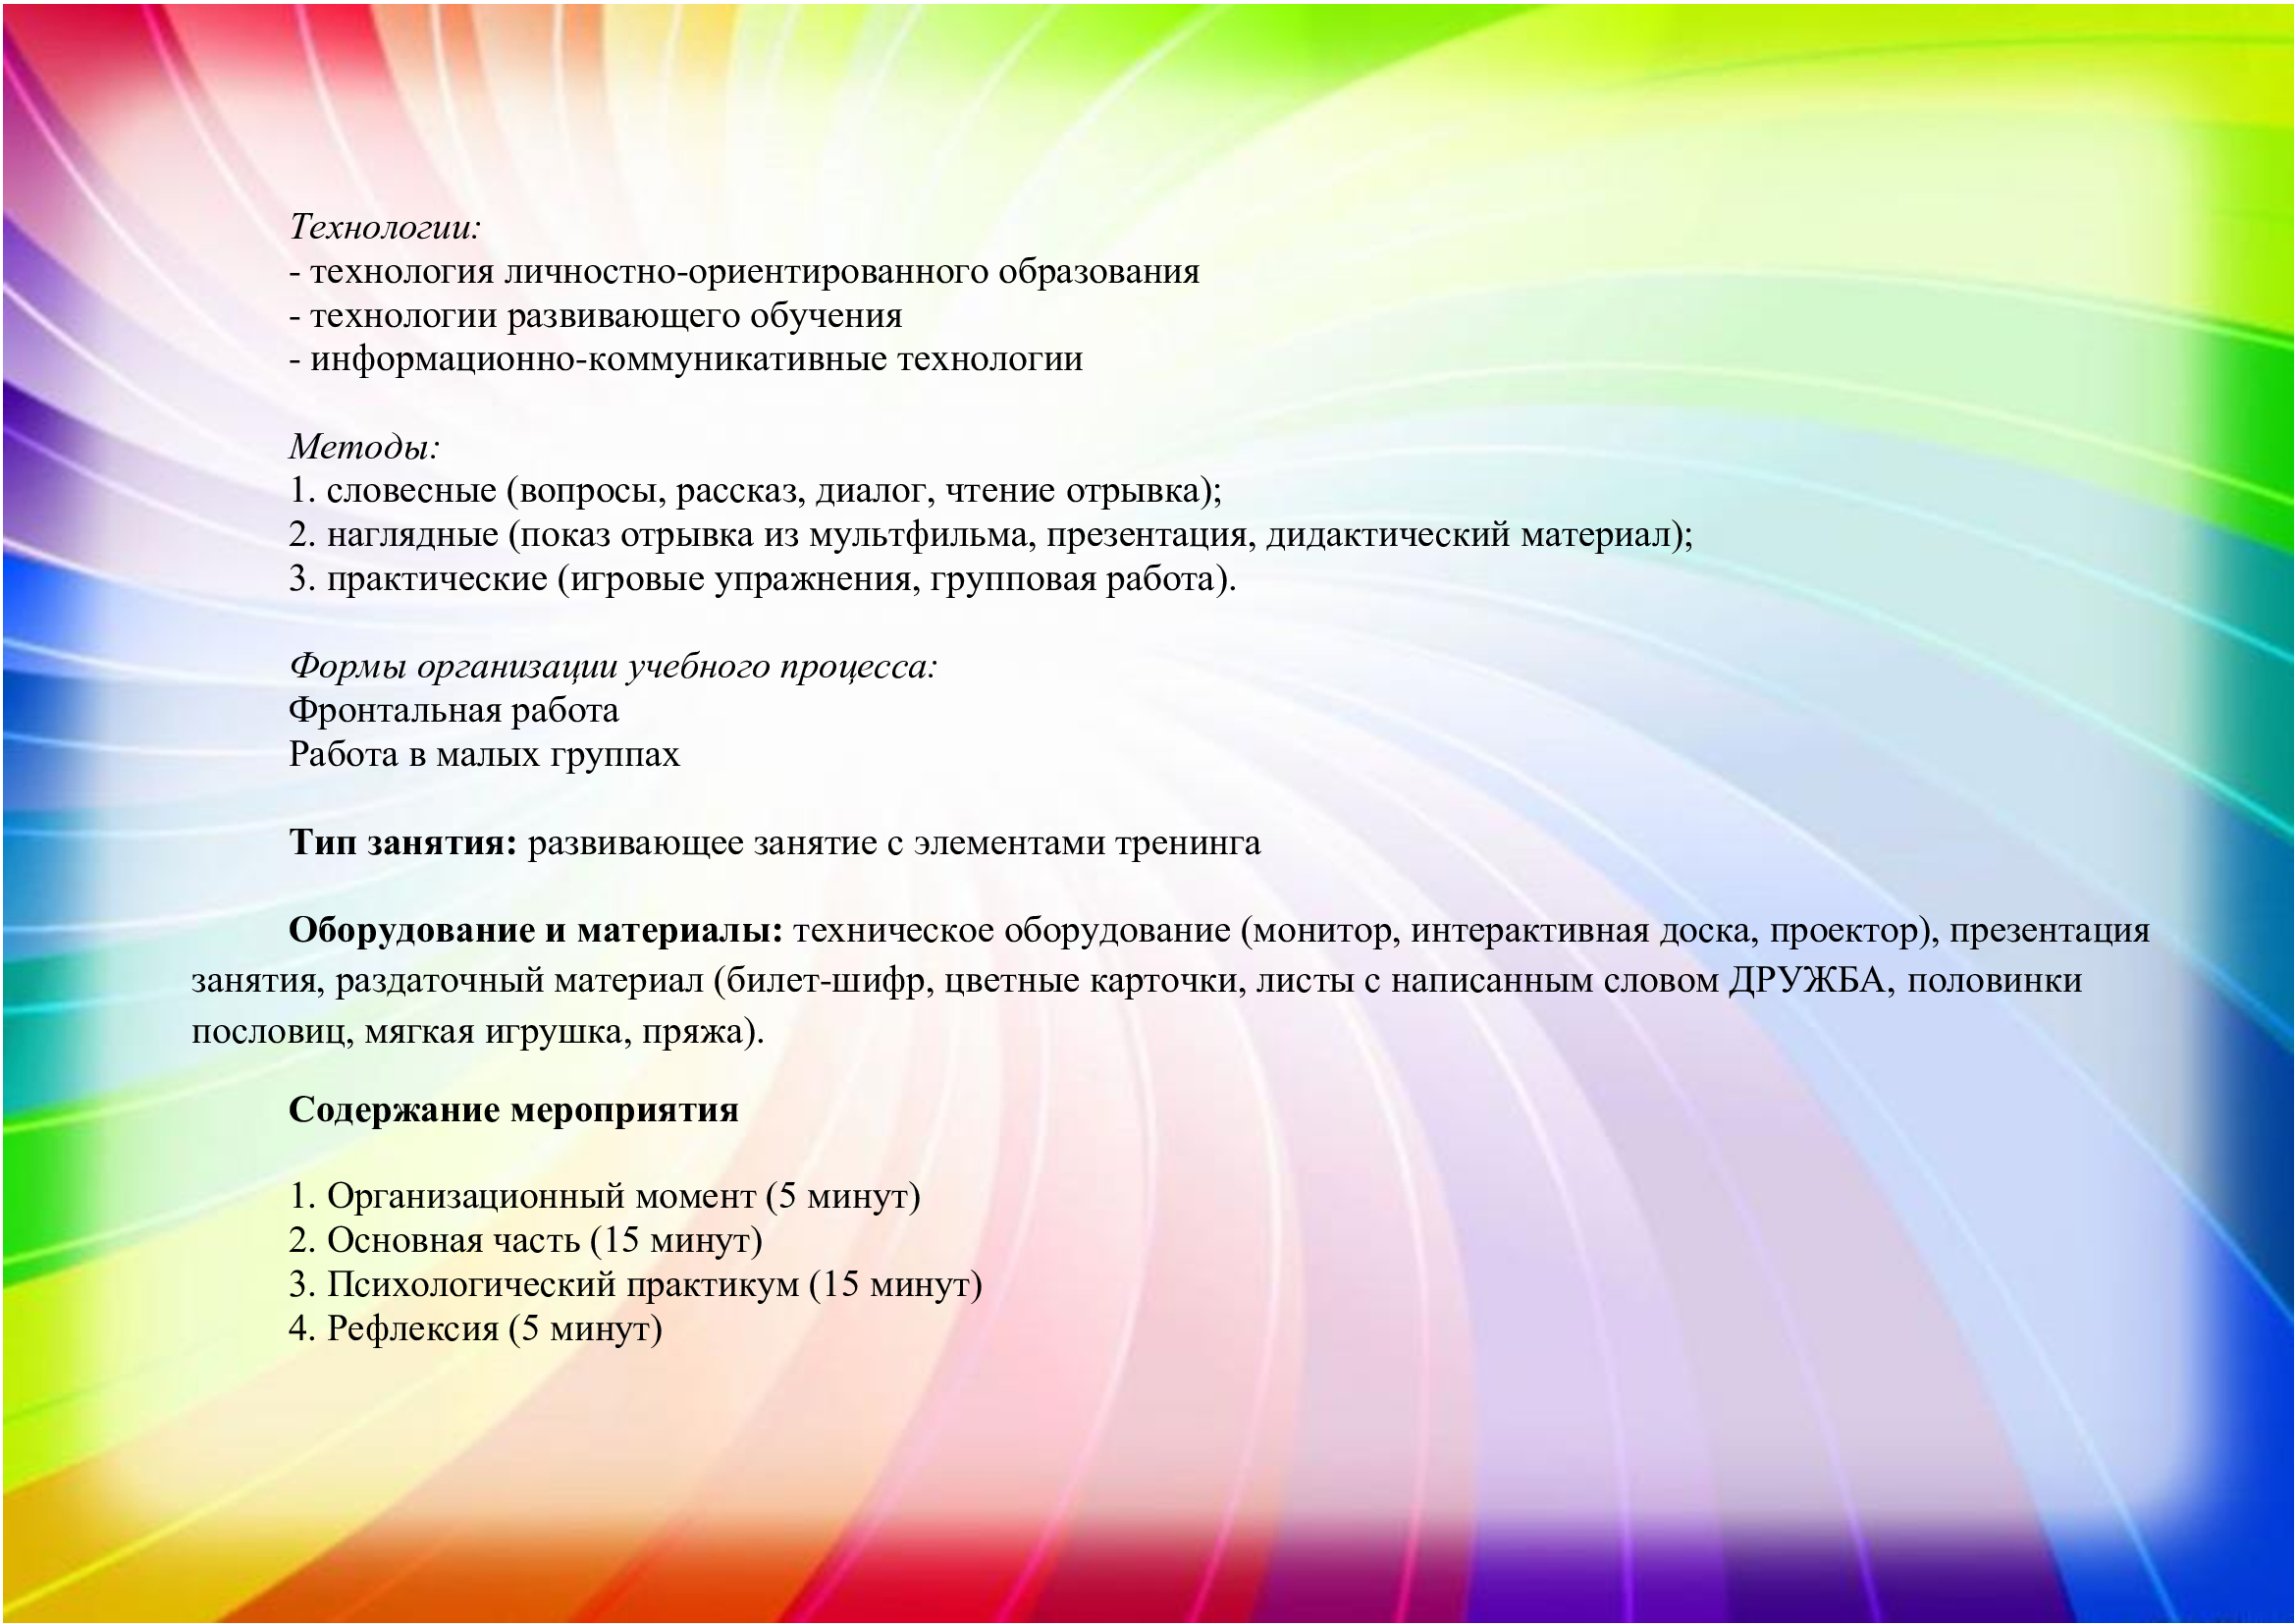 Технологии:
- технология личностно-ориентированного образования
- технологии развивающего обучения
- информационно-коммуникативные технологии
Методы:
1. словесные (вопросы, рассказ, диалог, чтение отрывка);
2. наглядные (показ отрывка из мультфильма, презентация, дидактический материал);
3. практические (игровые упражнения, групповая работа).
Формы организации учебного процесса:
Фронтальная работа
Работа в малых группах
Тип занятия: развивающее занятие с элементами тренинга
Оборудование и материалы: техническое оборудование (монитор, интерактивная доска, проектор), презентация
занятия, раздаточный материал (билет-шифр, цветные карточки, листы с написанным словом ДРУЖБА, половинки
пословиц, мягкая игрушка, пряжа).
Содержание мероприятия
1. Организационный момент (5 минут)
2. Основная часть (15 минут)
3. Психологический практикум (15 минут)
4. Рефлексия (5 минут)